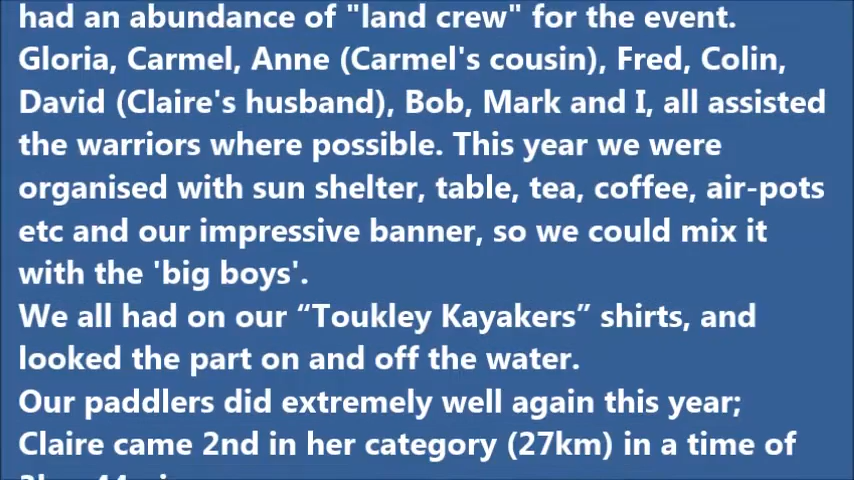 had an abundance of "land crew" for the event.
Gloria, Carmel, Anne (Carmel's cousin), Fred, Colin,
David (Claire's husband), Bob, Mark and I, all assisted
the warriors where possible. This year we were
organised with sun shelter, table, tea, coffee, air-pots
etc and our impressive banner, so we could mix it
with the 'big boys'.
We all had on our “Toukley Kayakers” shirts, and
looked the part on and off the water.
Our paddlers did extremely well again this year;
Claire came 2nd in her category (27km) in a time of